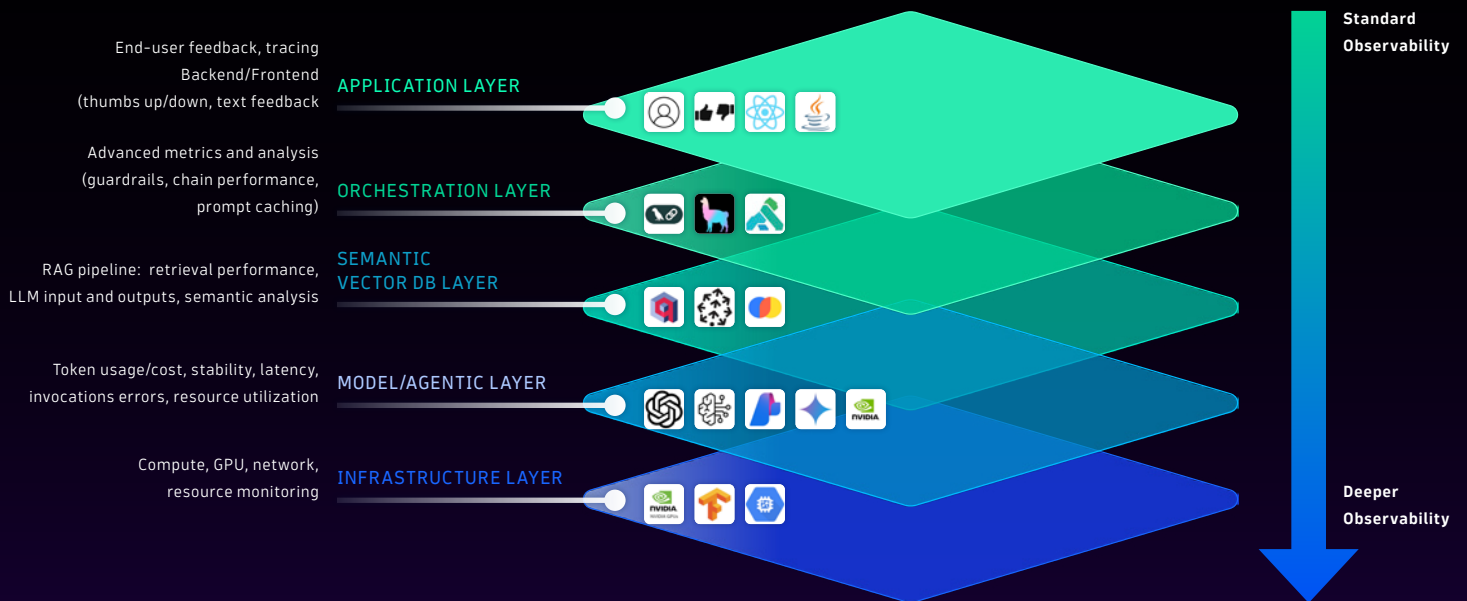 End-user feedback, tracing
Backend/Frontend
(thumbs up/down, text feedback
APPLICATION LAYER
Advanced metrics and analysis
(guardrails, chain performance,
prompt caching)
ORCHESTRATION LAYER
RAG pipeline: retrieval performance,
LLM input and outputs, semantic analysis
SEMANTIC
VECTOR DB LAYER
Token usage/cost, stability, latency,
invocations errors, resource utilization
MODEL/AGENTIC LAYER
NVIDIA
Compute, GPU, network,
resource monitoring
INFRASTRUCTURE LAYER
NVIDIA
Standard
Observability
Deeper
Observability